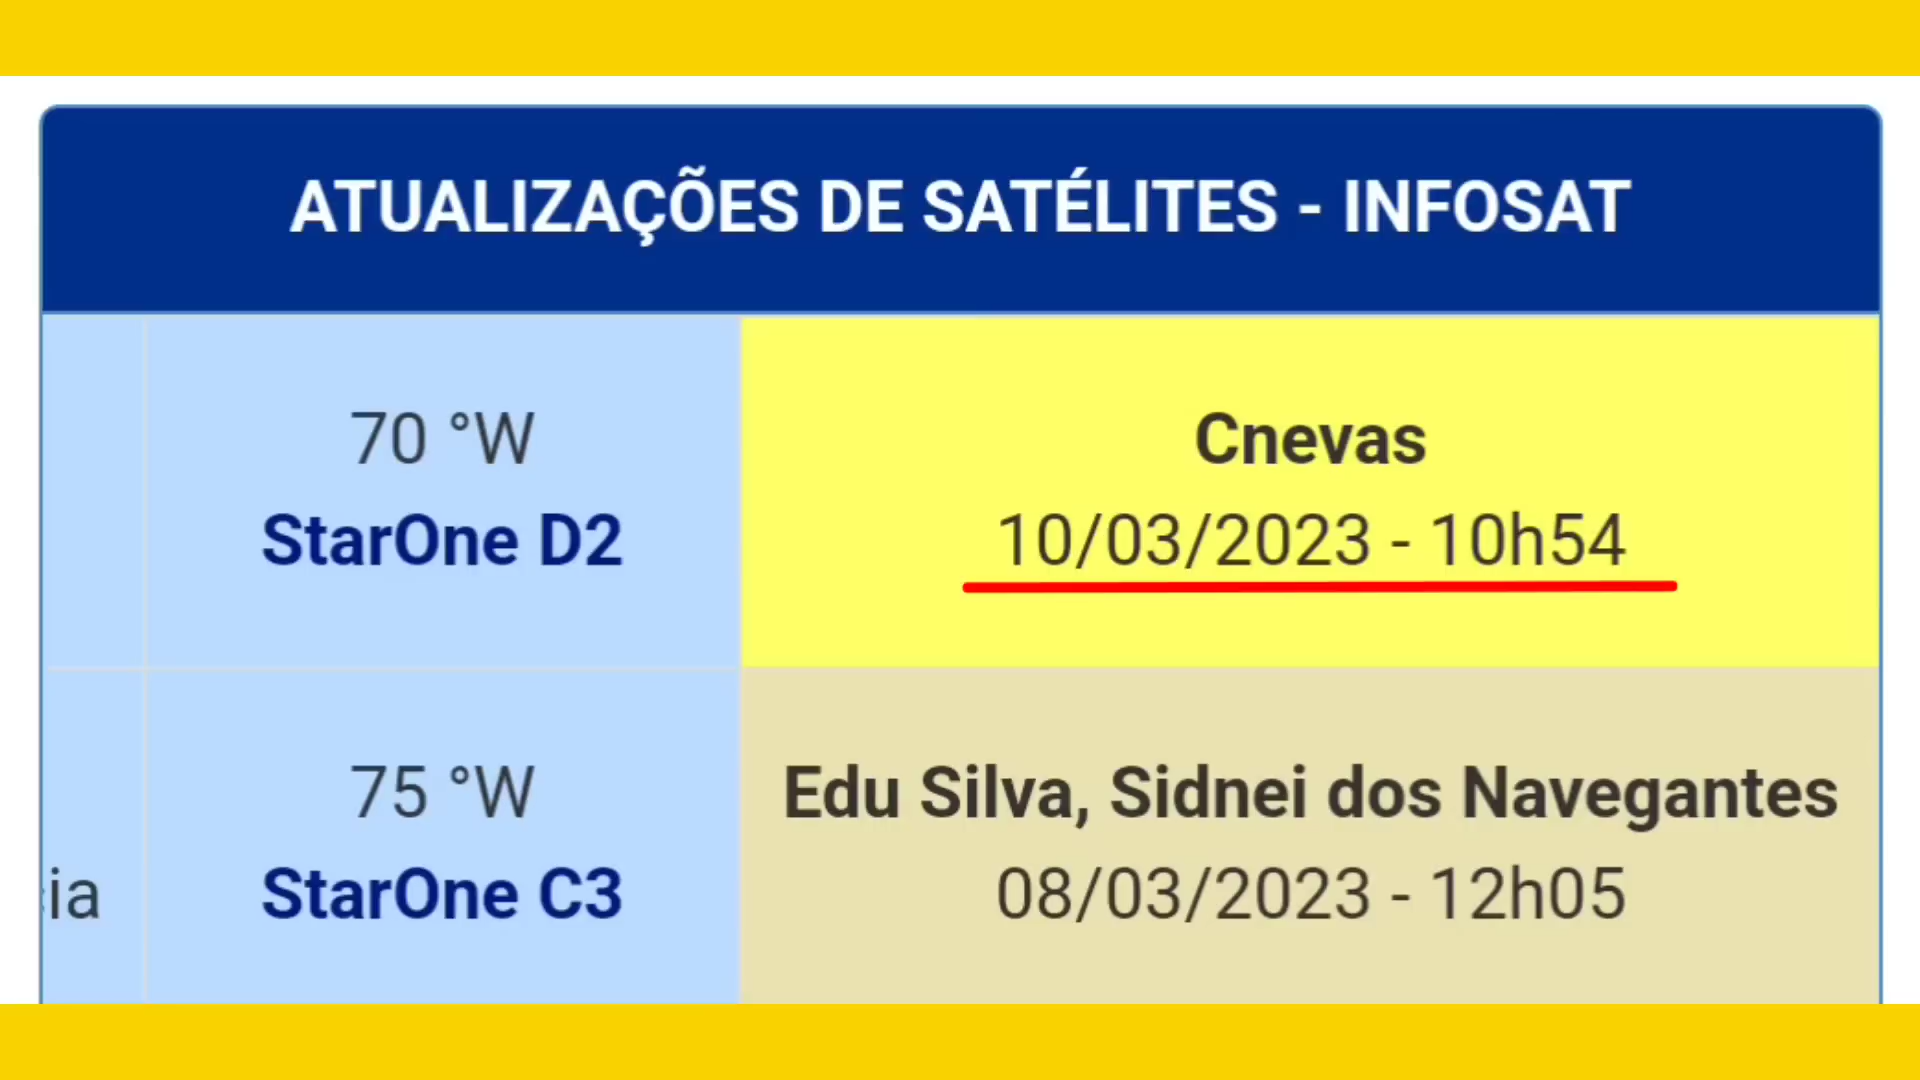 ATUALIZAÇÕES DE SATÉLITES - INFOSAT
70 °W
StarOne D2
Cnevas
10/03/2023 - 10h54
75 °W
StarOne C3
Edu Silva, Sidnei dos Navegantes
08/03/2023 - 12h05
ia